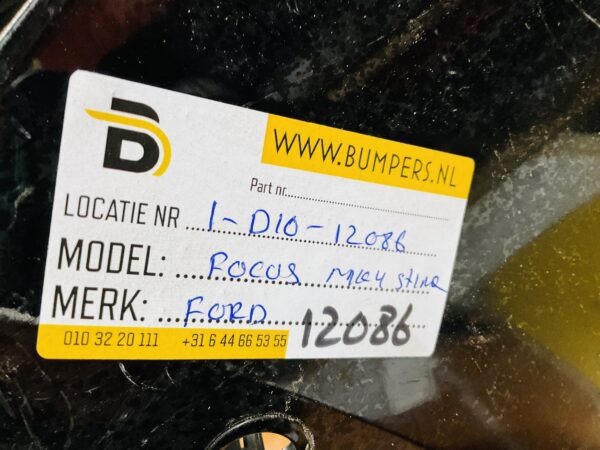 WWW.BUMPERS.NL
Part nr.
LOCATIE NR 1-D10-12086
MODEL: FOCUS MK4 STLINE
MERK: FORD 12086
010 32 20 111 +31 6 44 66 53 55